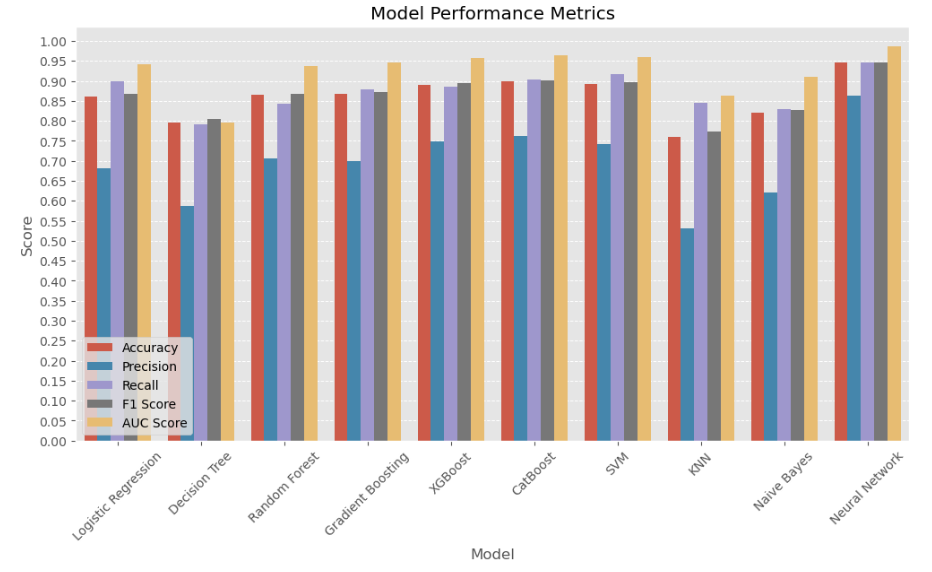 Model Performance Metrics
Score
1.00
0.95
0.90
0.85
0.80
0.75
0.70
0.65
0.60
0.55
0.50
0.45
0.40
0.35
0.30
0.25
0.20
0.15
0.10
0.05
0.00
Accuracy
Precision
Recall
F1 Score
AUC Score
Logistic Regression
Decision Tree
Random Forest
Gradient Boosting
XGBoost
CatBoost
SVM
KNN
Naive Bayes
Neural Network
Model